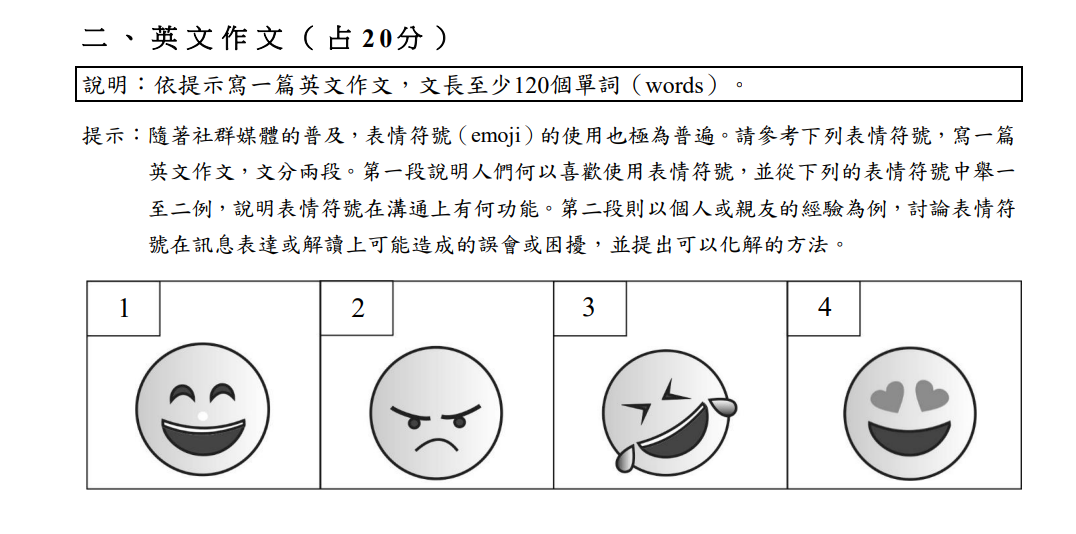 二、英文作文（占20分）
說明：依提示寫一篇英文作文，文長至少120個單詞（words）。
提示：隨著社群媒體的普及，表情符號（emoji）的使用也極為普遍。請參考下列表情符號，寫一篇
英文作文，文分兩段。第一段說明人們何以喜歡使用表情符號，並從下列的表情符號中舉一
至二例，說明表情符號在溝通上有何功能。第二段則以個人或親友的經驗為例，討論表情符
號在訊息表達或解讀上可能造成的誤會或困擾，並提出可以化解的方法。
1
2
3
4